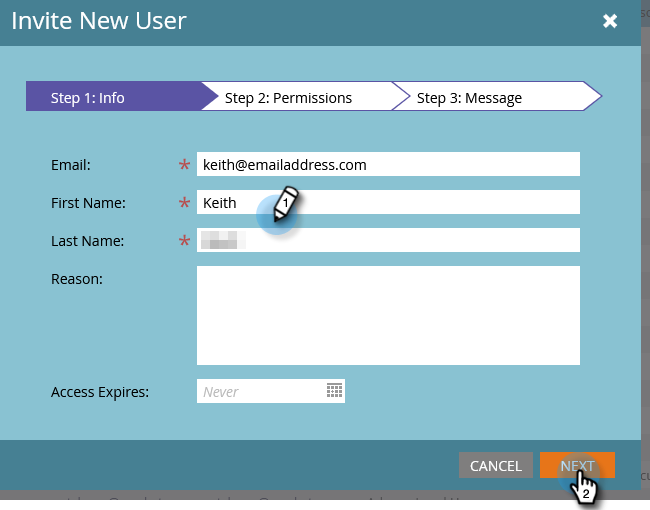 Invite New User
Step 1: Info
Step 2: Permissions
Step 3: Message
Email: * keith@emailaddress.com
First Name: * Keith
1
Last Name: *
Reason:
Access Expires: Never
CANCEL
NEXT
2